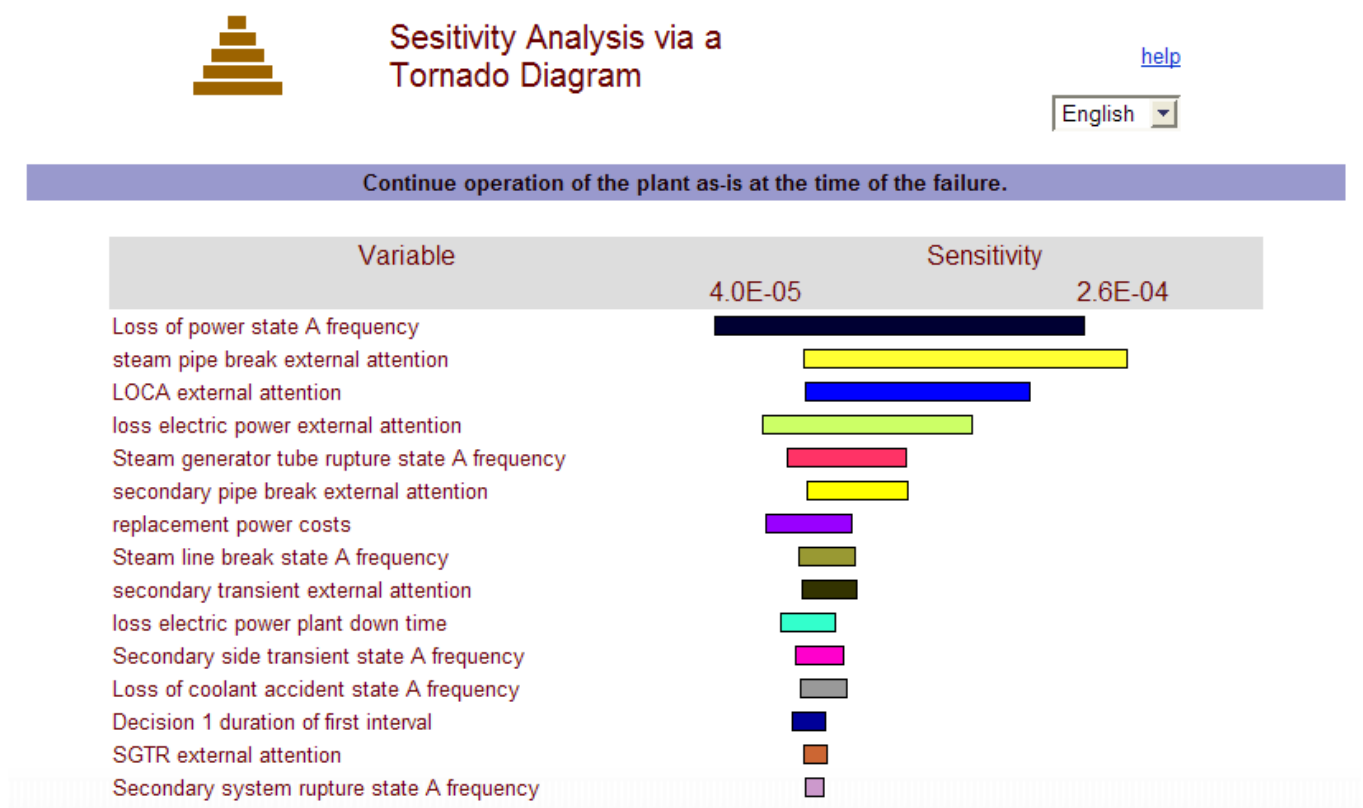 Sesitivity Analysis via a
Tornado Diagram
help
English
Continue operation of the plant as-is at the time of the failure.
Variable Sensitivity
4.0E-05 2.6E-04
Loss of power state A frequency
steam pipe break external attention
LOCA external attention
loss electric power external attention
Steam generator tube rupture state A frequency
secondary pipe break external attention
replacement power costs
Steam line break state A frequency
secondary transient external attention
loss electric power plant down time
Secondary side transient state A frequency
Loss of coolant accident state A frequency
Decision 1 duration of first interval
SGTR external attention
Secondary system rupture state A frequency